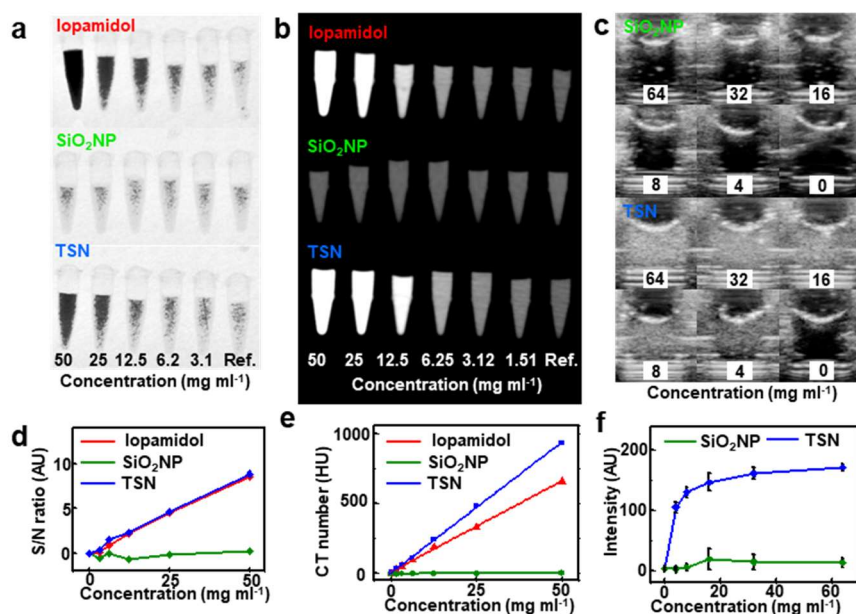 a
Iopamidol
SiO₂NP
TSN
50 25 12.5 6.2 3.1 Ref.
Concentration (mg ml⁻¹)
b
Iopamidol
SiO₂NP
TSN
50 25 12.5 6.25 3.12 1.51 Ref.
Concentration (mg ml⁻¹)
c
SiO₂NP
64 32 16
8 4 0
TSN
64 32 16
8 4 0
Concentration (mg ml⁻¹)
d
Iopamidol
SiO₂NP
TSN
S/N ratio (AU)
10
5
0
0 25 50
Concentration (mg ml⁻¹)
e
Iopamidol
SiO₂NP
TSN
CT number (HU)
1000
500
0
0 25 50
Concentration (mg ml⁻¹)
f
SiO₂NP TSN
Intensity (AU)
200
100
0
0 20 40 60
Concentration (mg ml⁻¹)